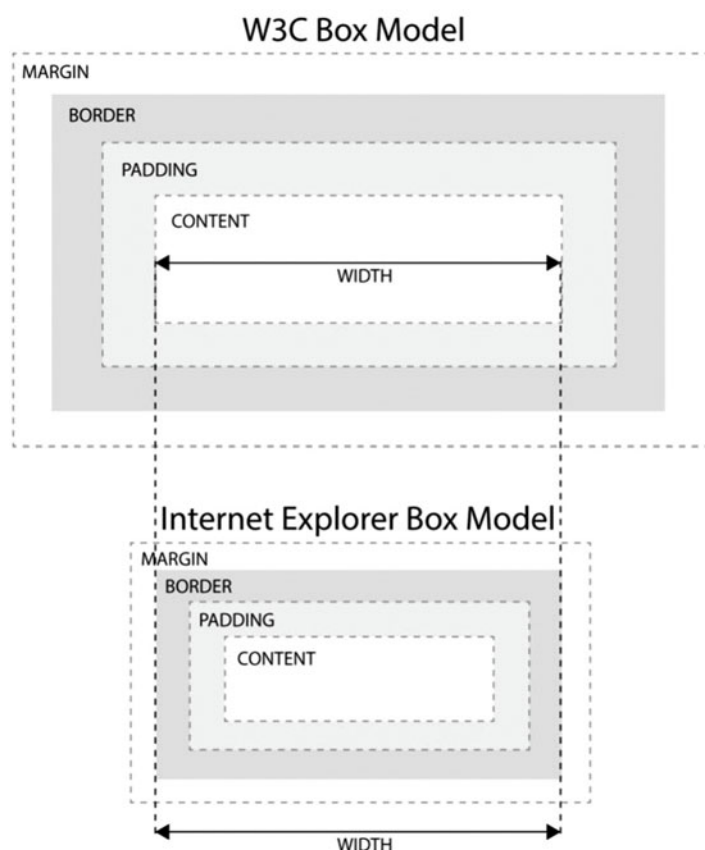 W3C Box Model
MARGIN
BORDER
PADDING
CONTENT
WIDTH
Internet Explorer Box Model
MARGIN
BORDER
PADDING
CONTENT
WIDTH